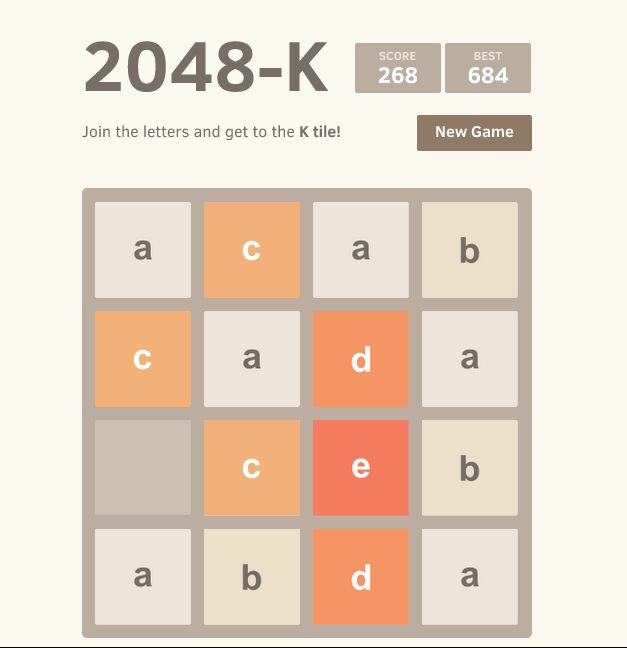 2048-K
SCORE
268
BEST
684
Join the letters and get to the K tile!
New Game
a c a b
c a d a
c e b
a b d a